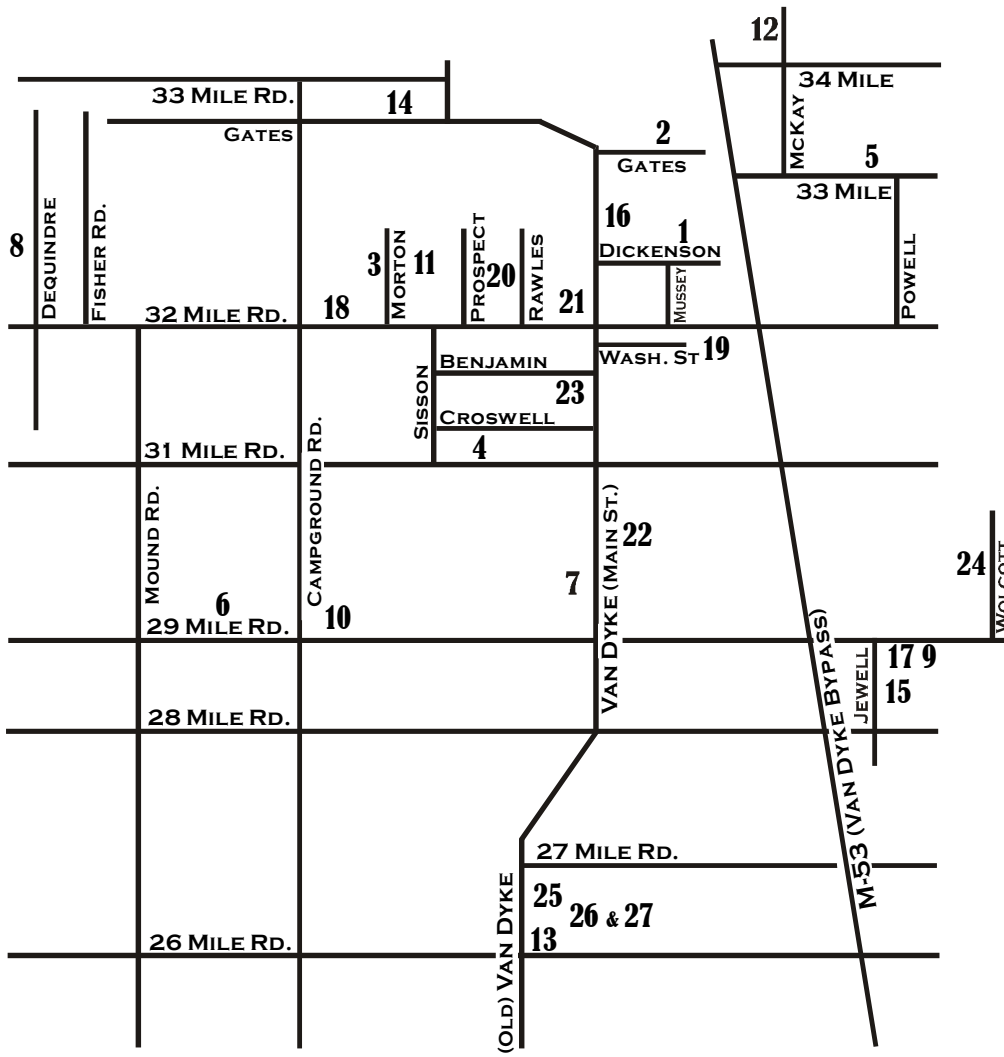 12
34 MILE
33 MILE RD.
14
GATES
MCKAY
2
GATES
5
33 MILE
8
DEQUINDRE
FISHER RD.
3
MORTON
11
PROSPECT
20
RAWLES
16
1
DICKENSON
MUSSEY
POWELL
21
32 MILE RD.
18
WASH. ST
19
SISSON
BENJAMIN
23
CROSWELL
4
31 MILE RD.
MOUND RD.
CAMPGROUND RD.
VAN DYKE (MAIN ST.)
22
7
24
WOLCOTT
6
29 MILE RD.
10
M-53 (VAN DYKE BYPASS)
JEWELL
17 9
15
28 MILE RD.
27 MILE RD.
25
26 & 27
13
(OLD) VAN DYKE
26 MILE RD.